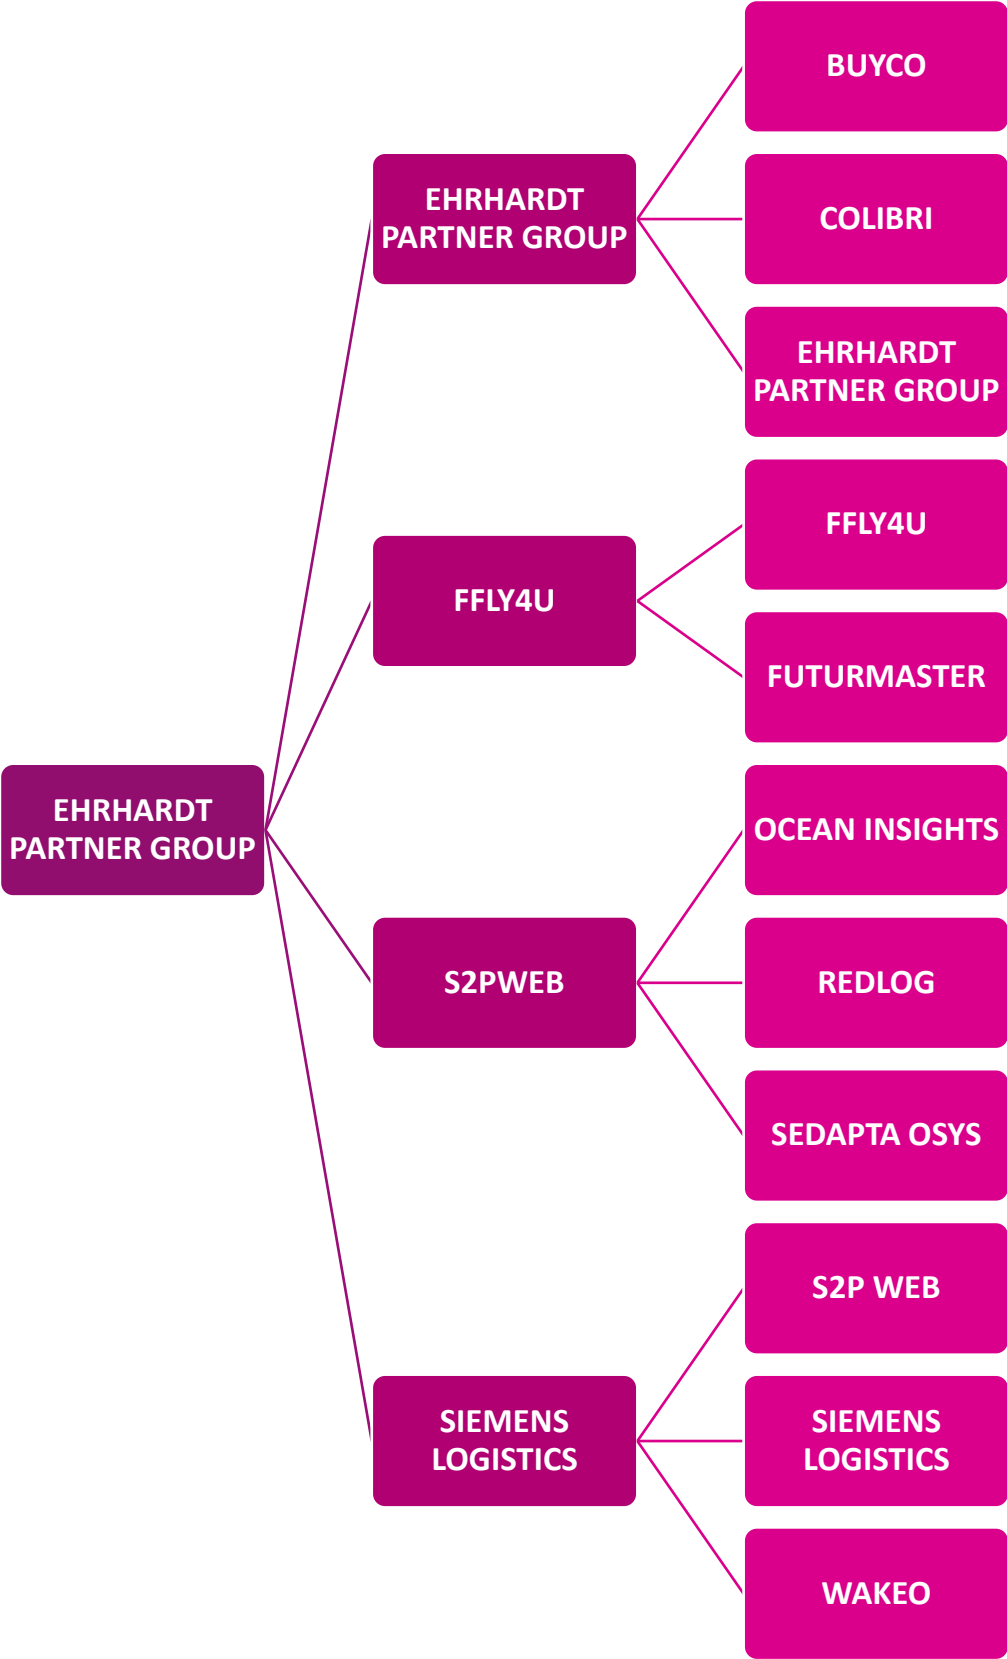 EHRHARDT
PARTNER GROUP
EHRHARDT
PARTNER GROUP
BUYCO
COLIBRI
EHRHARDT
PARTNER GROUP
FFLY4U
FFLY4U
FUTURMASTER
S2PWEB
OCEAN INSIGHTS
REDLOG
SEDAPTA OSYS
SIEMENS
LOGISTICS
S2P WEB
SIEMENS
LOGISTICS
WAKEO